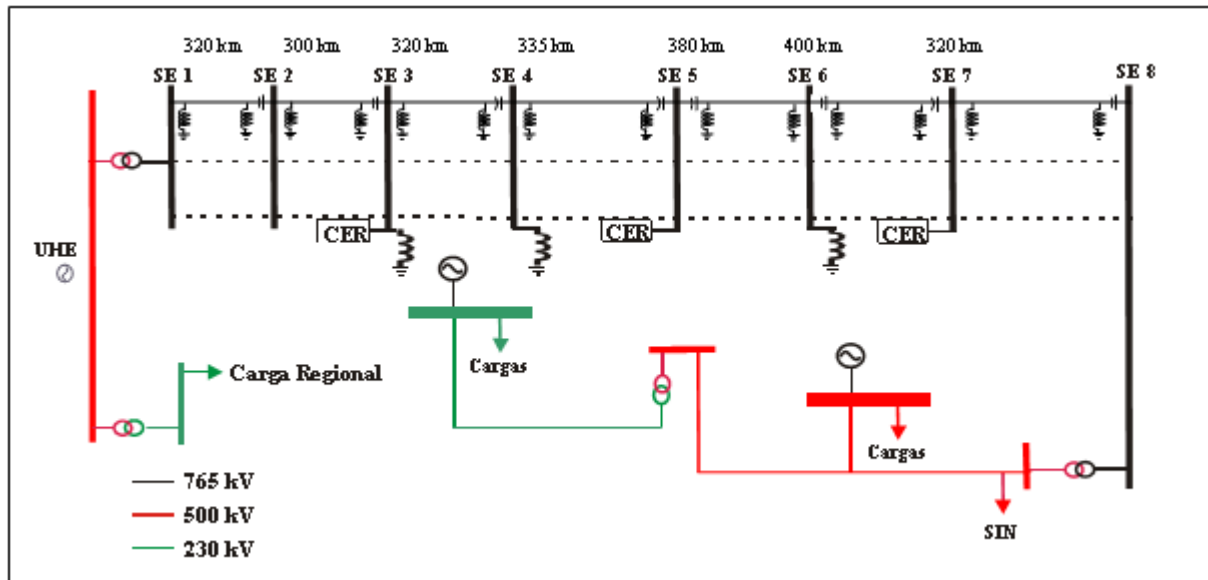 320 km 300 km 320 km 335 km 380 km 400 km 320 km
SE 1 SE 2 SE 3 SE 4 SE 5 SE 6 SE 7 SE 8
CER CER CER
UHE
Carga Regional
Cargas
Cargas
SIN
765 kV
500 kV
230 kV